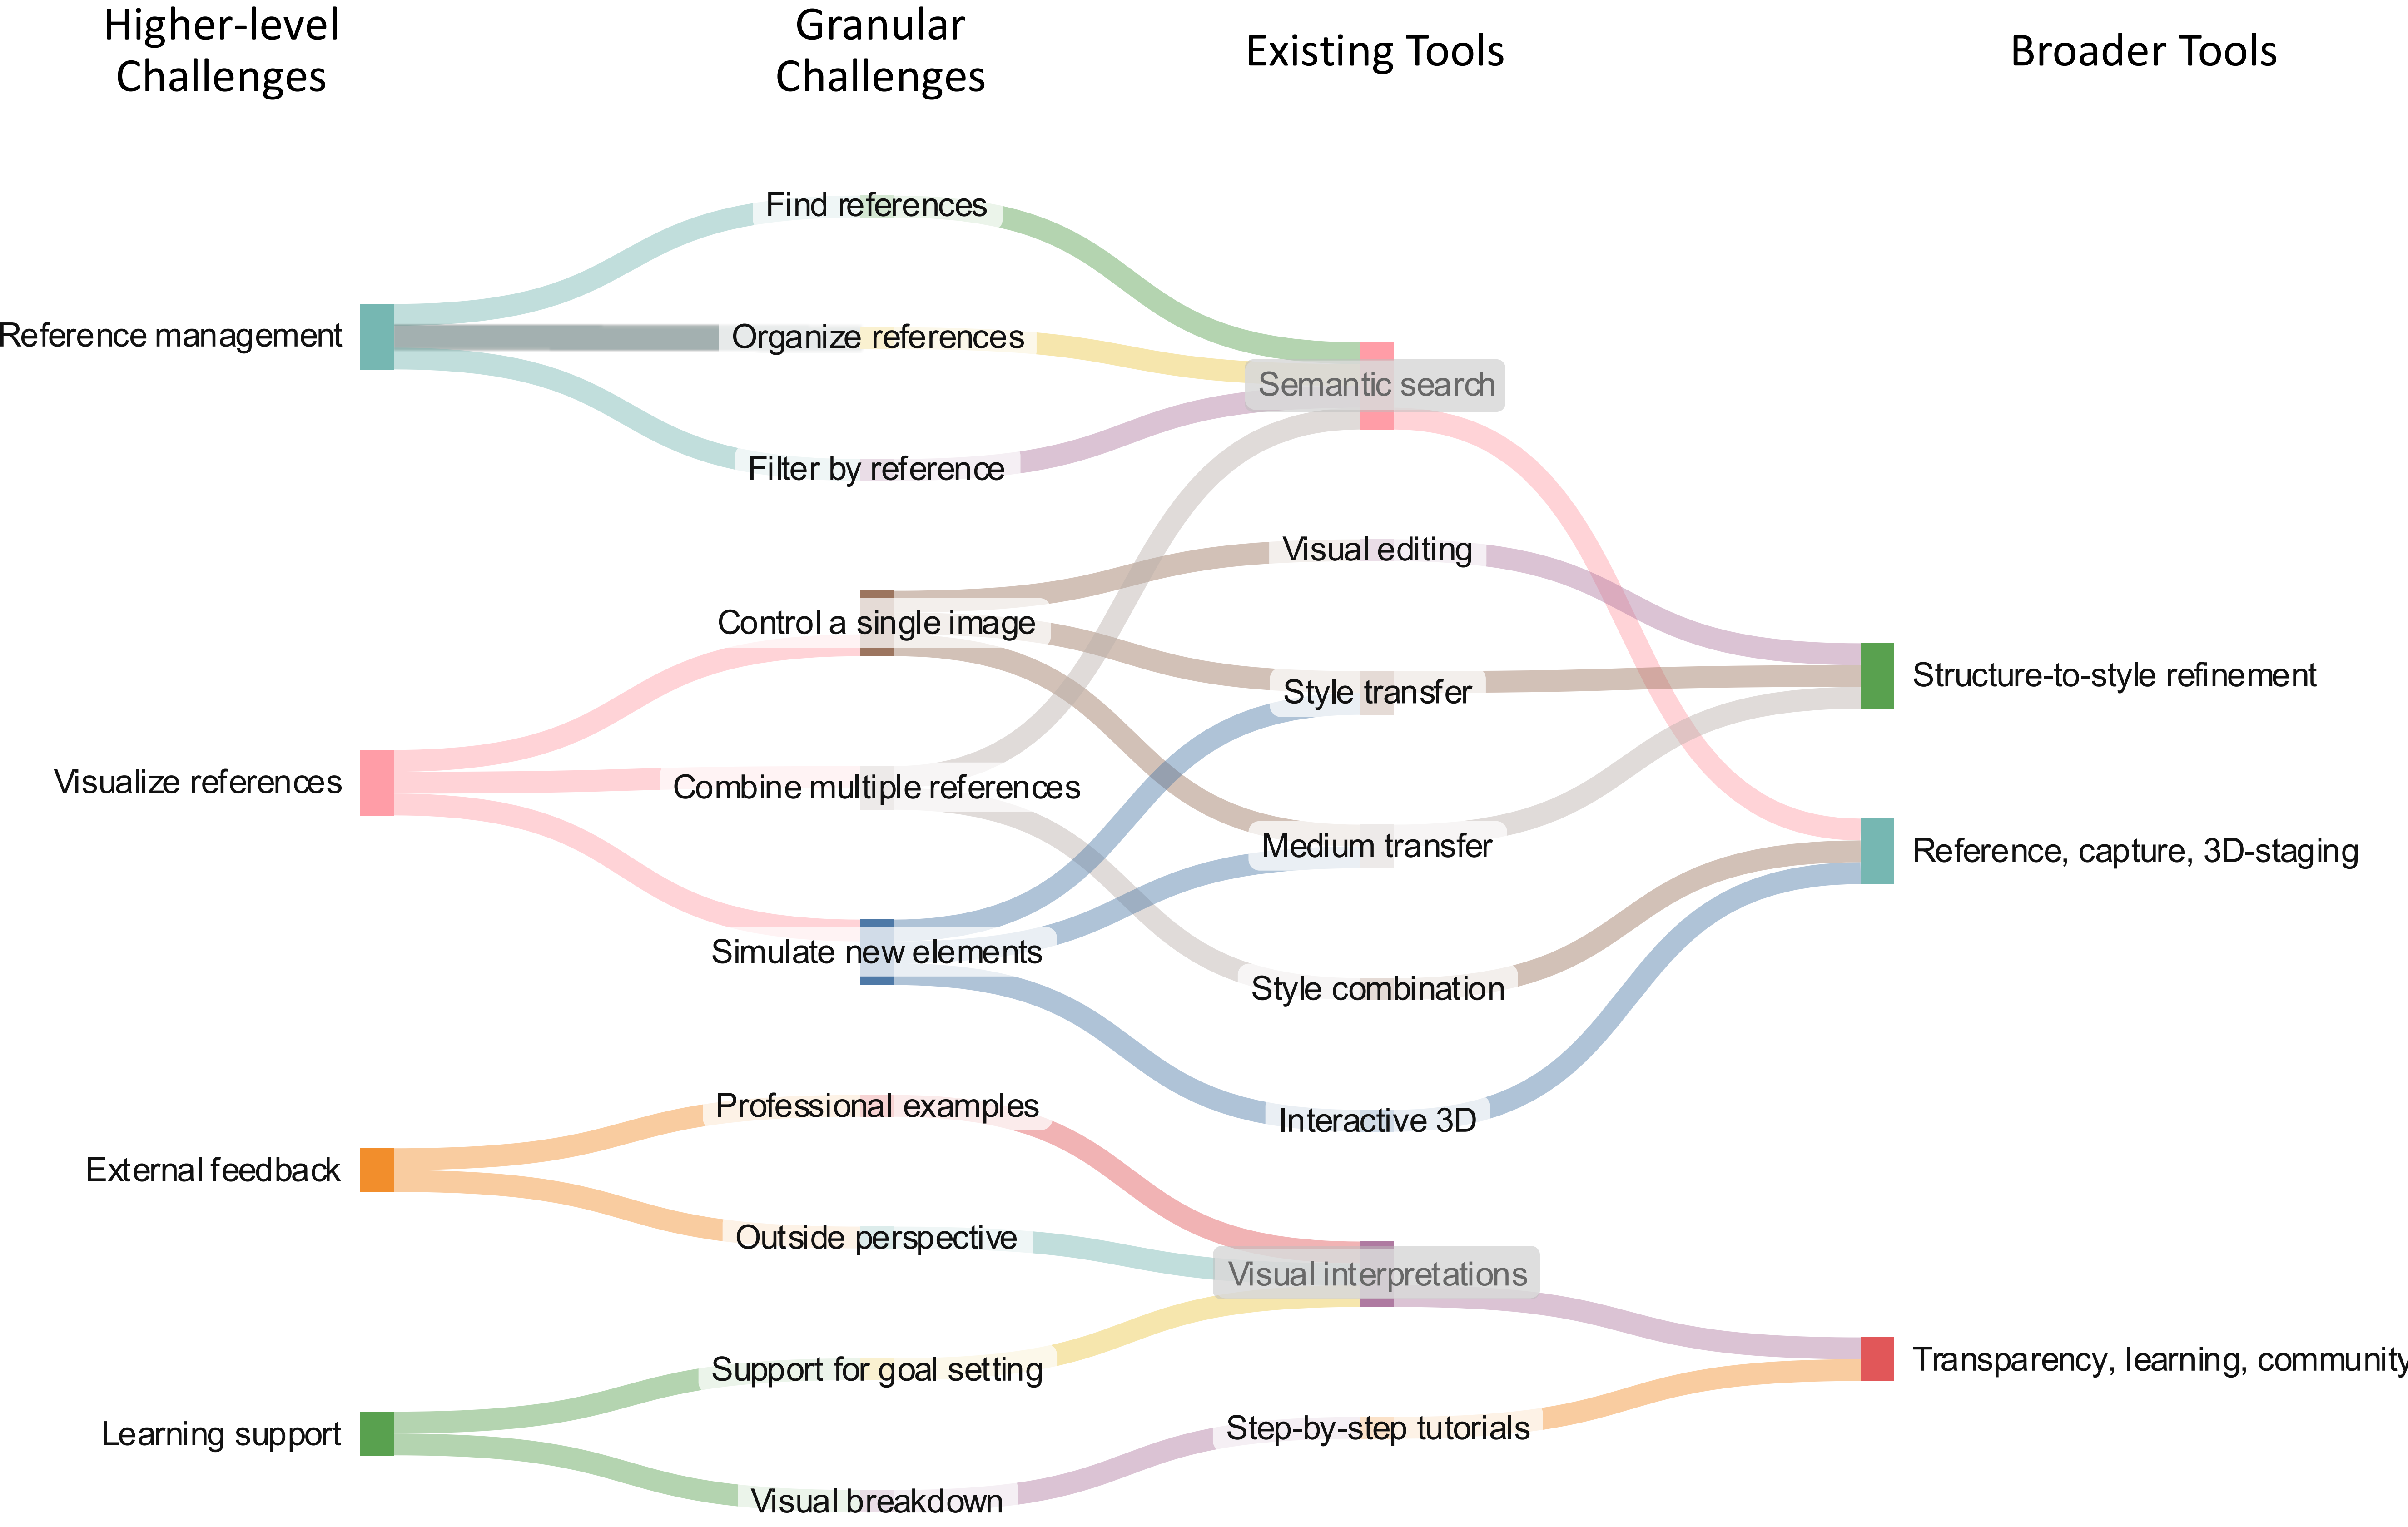 Higher-level
Challenges
Granular
Challenges
Existing Tools
Broader Tools
Reference management
Visualize references
External feedback
Learning support
Find references
Organize references
Filter by reference
Control a single image
Combine multiple references
Simulate new elements
Professional examples
Outside perspective
Support for goal setting
Visual breakdown
Semantic search
Visual editing
Style transfer
Medium transfer
Style combination
Interactive 3D
Visual interpretations
Step-by-step tutorials
Structure-to-style refinement
Reference, capture, 3D-staging
Transparency, learning, community